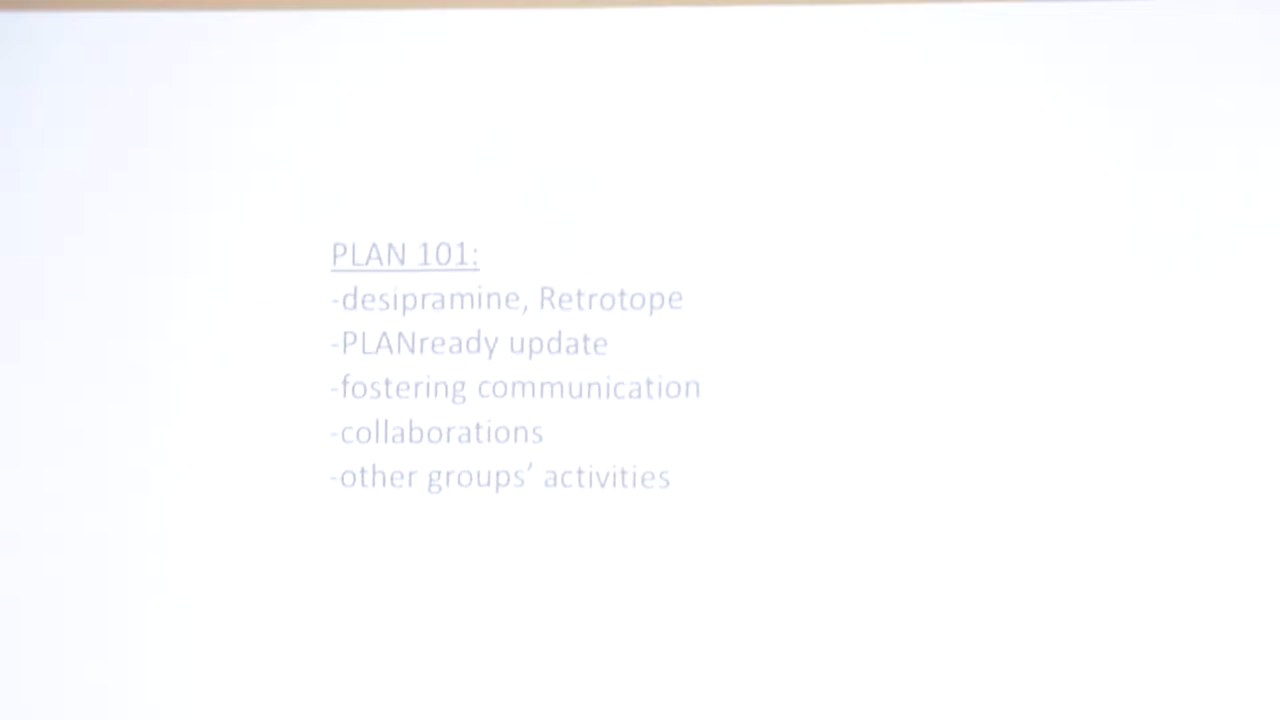 PLAN 101:
-desipramine, Retrotope
-PLANready update
-fostering communication
-collaborations
-other groups’ activities